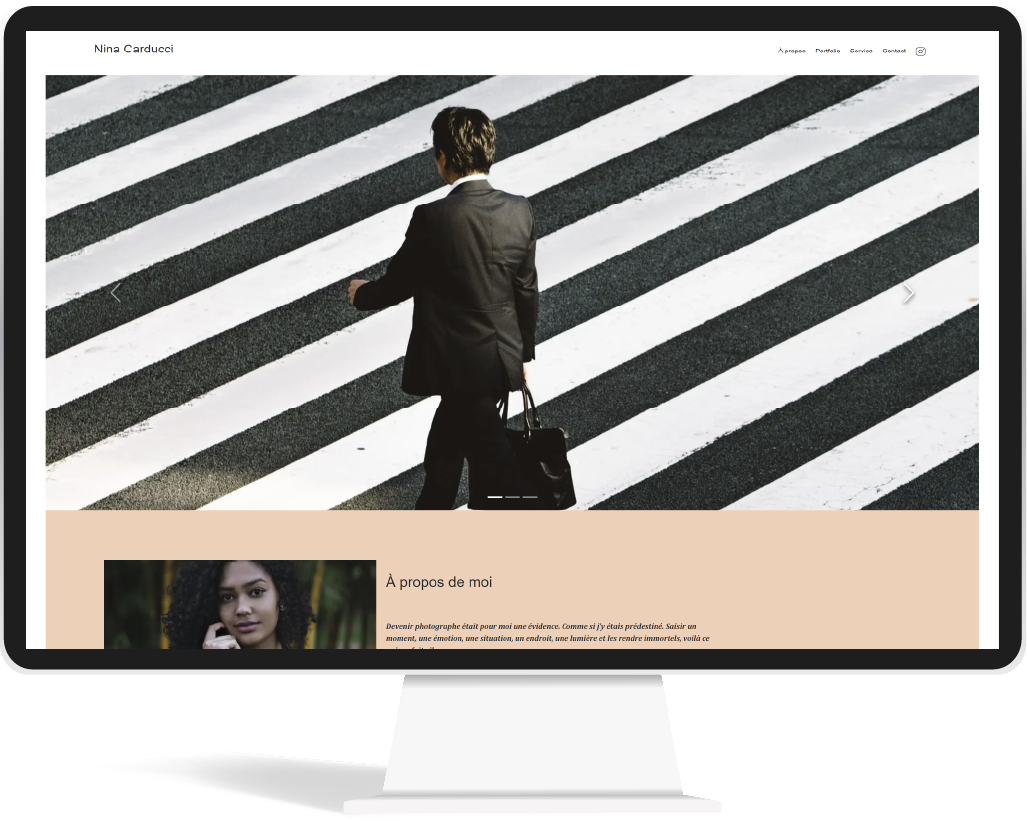 Nina Carducci
À propos Portfolio Service Contact
À propos de moi
Devenir photographe était pour moi une évidence. Comme si j'y étais prédestiné. Saisir un
moment, une émotion, une situation, un endroit, une lumière et les rendre immortels, voilà ce